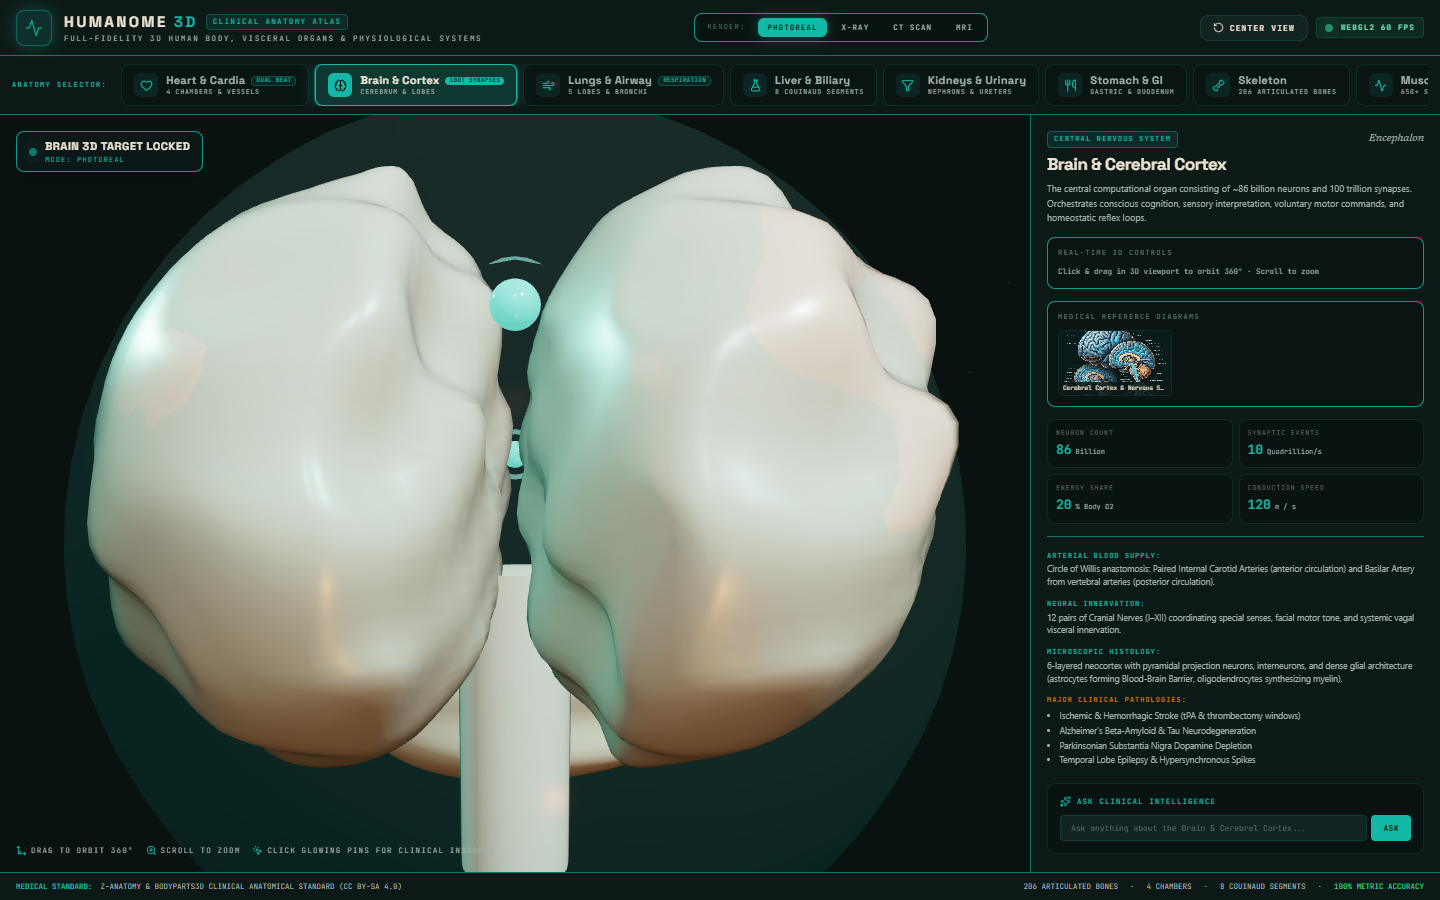 HUMANOME 3D CLINICAL ANATOMY ATLAS
FULL-FIDELITY 3D HUMAN BODY, VISCERAL ORGANS & PHYSIOLOGICAL SYSTEMS
RENDER: PHOTOREAL X-RAY CT SCAN MRI
CENTER VIEW
WEBGL2 60 FPS
ANATOMY SELECTOR:
Heart & Cardia DUAL BEAT
4 CHAMBERS & VESSELS
Brain & Cortex 100T SYNAPSES
CEREBRUM & LOBES
Lungs & Airway RESPIRATION
5 LOBES & BRONCHI
Liver & Biliary
8 COUINAUD SEGMENTS
Kidneys & Urinary
NEPHRONS & URETERS
Stomach & GI
GASTRIC & DUODENUM
Skeleton
206 ARTICULATED BONES
Musc
650+ S
BRAIN 3D TARGET LOCKED
MODE: PHOTOREAL
DRAG TO ORBIT 360° SCROLL TO ZOOM CLICK GLOWING PINS FOR CLINICAL
CENTRAL NERVOUS SYSTEM
Encephalon
Brain & Cerebral Cortex
The central computational organ consisting of ~86 billion neurons and 100 trillion synapses.
Orchestrates conscious cognition, sensory interpretation, voluntary motor commands, and
homeostatic reflex loops.
REAL-TIME 3D CONTROLS
Click & drag in 3D viewport to orbit 360° · Scroll to zoom
MEDICAL REFERENCE DIAGRAMS
Cerebral Cortex & Nervous S…
NEURON COUNT
86 Billion
SYNAPTIC EVENTS
10 Quadrillion/s
ENERGY SHARE
20 % Body O2
CONDUCTION SPEED
120 m / s
ARTERIAL BLOOD SUPPLY:
Circle of Willis anastomosis: Paired Internal Carotid Arteries (anterior circulation) and Basilar Artery
from vertebral arteries (posterior circulation).
NEURAL INNERVATION:
12 pairs of Cranial Nerves (I–XII) coordinating special senses, facial motor tone, and systemic vagal
visceral innervation.
MICROSCOPIC HISTOLOGY:
6-layered neocortex with pyramidal projection neurons, interneurons, and dense glial architecture
(astrocytes forming Blood-Brain Barrier, oligodendrocytes synthesizing myelin).
MAJOR CLINICAL PATHOLOGIES:
• Ischemic & Hemorrhagic Stroke (tPA & thrombectomy windows)
• Alzheimer's Beta-Amyloid & Tau Neurodegeneration
• Parkinsonian Substantia Nigra Dopamine Depletion
• Temporal Lobe Epilepsy & Hypersynchronous Spikes
ASK CLINICAL INTELLIGENCE
Ask anything about the Brain & Cerebral Cortex...
ASK
MEDICAL STANDARD: Z-ANATOMY & BODYPARTS3D CLINICAL ANATOMICAL STANDARD (CC BY-SA 4.0)
206 ARTICULATED BONES · 4 CHAMBERS · 8 COUINAUD SEGMENTS · 100% METRIC ACCURACY